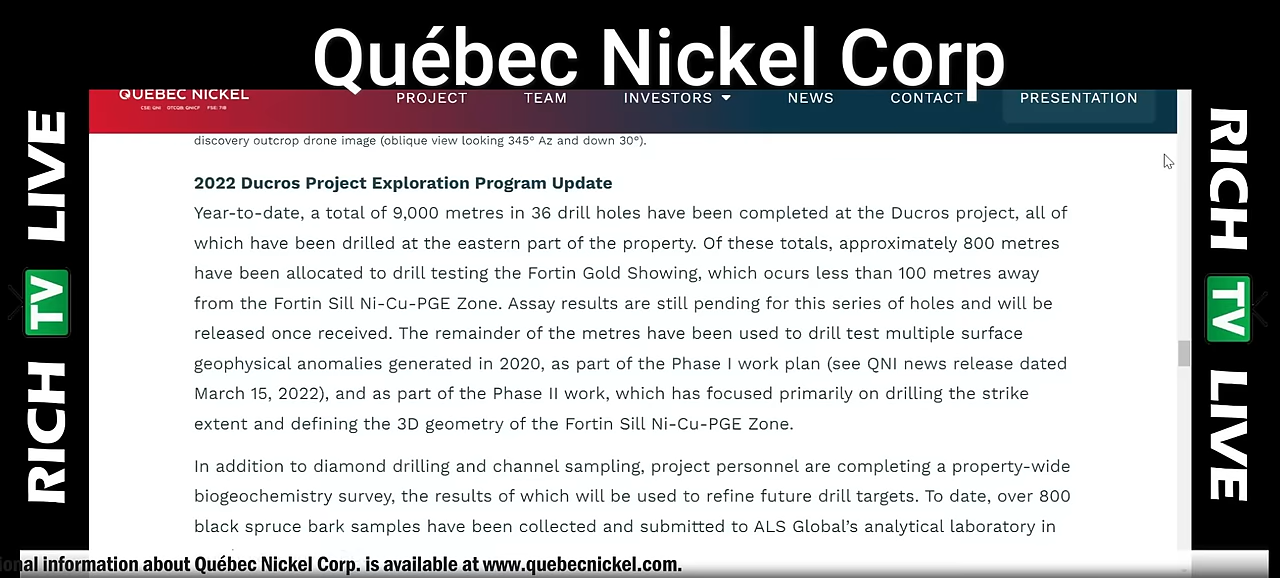 Québec Nickel Corp
QUEBEC NICKEL
CSE: QNI OTCQB: QNICF FSE: 7I8
PROJECT TEAM INVESTORS NEWS CONTACT PRESENTATION
discovery outcrop drone image (oblique view looking 345° Az and down 30°).
2022 Ducros Project Exploration Program Update
Year-to-date, a total of 9,000 metres in 36 drill holes have been completed at the Ducros project, all of
which have been drilled at the eastern part of the property. Of these totals, approximately 800 metres
have been allocated to drill testing the Fortin Gold Showing, which ocurs less than 100 metres away
from the Fortin Sill Ni-Cu-PGE Zone. Assay results are still pending for this series of holes and will be
released once received. The remainder of the metres have been used to drill test multiple surface
geophysical anomalies generated in 2020, as part of the Phase I work plan (see QNI news release dated
March 15, 2022), and as part of the Phase II work, which has focused primarily on drilling the strike
extent and defining the 3D geometry of the Fortin Sill Ni-Cu-PGE Zone.
In addition to diamond drilling and channel sampling, project personnel are completing a property-wide
biogeochemistry survey, the results of which will be used to refine future drill targets. To date, over 800
black spruce bark samples have been collected and submitted to ALS Global's analytical laboratory in
onal information about Québec Nickel Corp. is available at www.quebecnickel.com.
RICH TV LIVE
RICH TV LIVE